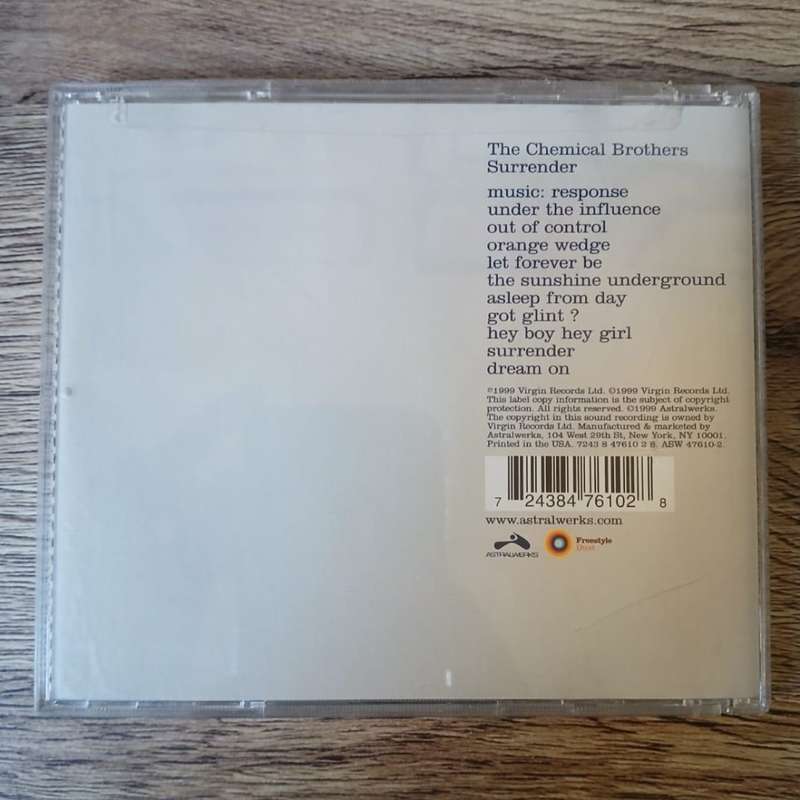 The Chemical Brothers
Surrender
music: response
under the influence
out of control
orange wedge
let forever be
the sunshine underground
asleep from day
got glint ?
hey boy hey girl
surrender
dream on
℗1999 Virgin Records Ltd. ©1999 Virgin Records Ltd.
This label copy information is the subject of copyright
protection. All rights reserved. ©1999 Astralwerks.
The copyright in this sound recording is owned by
Virgin Records Ltd. Manufactured & marketed by
Astralwerks, 104 West 29th St, New York, NY 10001.
Printed in the USA. 7243 8 47610 2 8. ASW 47610-2.
7 24384 76102 8
www.astralwerks.com
ASTRALWERKS
Freestyle
Dust